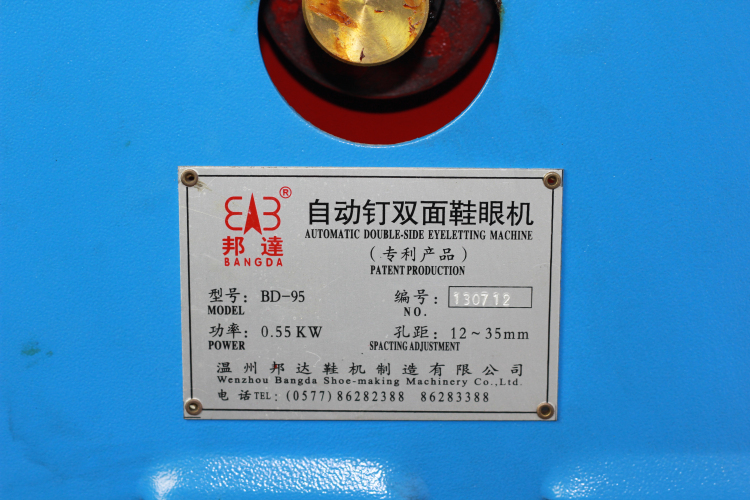 ®
邦達
BANGDA
自动钉双面鞋眼机
AUTOMATIC DOUBLE-SIDE EYELETTING MACHINE
(专利产品)
PATENT PRODUCTION
型号: BD-95 编号: 130712
MODEL NO.
功率: 0.55 KW 孔距: 12~35mm
POWER SPACTING ADJUSTMENT
温州邦达鞋机制造有限公司
Wenzhou Bangda Shoe-making Machinery Co.,Ltd.
电话TEL: (0577) 86282388 86283388